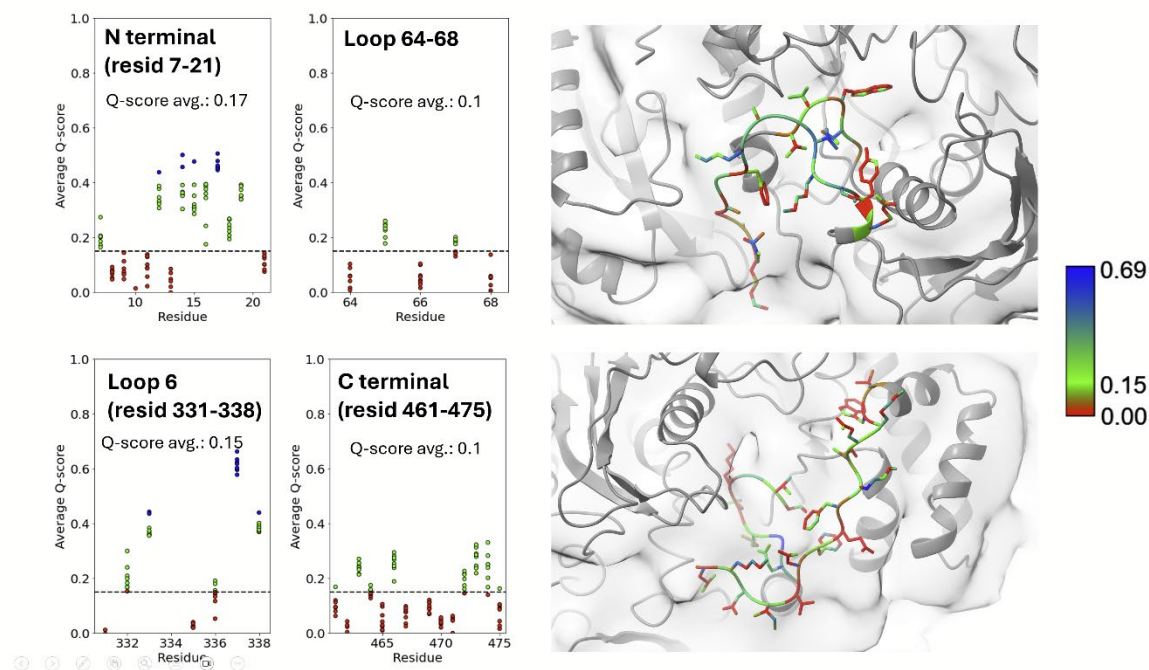 N terminal
(resid 7-21)
Q-score avg.: 0.17
Average Q-score
1.0
0.8
0.6
0.4
0.2
0.0
10 15 20
Residue
Loop 64-68
Q-score avg.: 0.1
Average Q-score
1.0
0.8
0.6
0.4
0.2
0.0
64 66 68
Residue
0.69
0.15
0.00
Loop 6
(resid 331-338)
Q-score avg.: 0.15
Average Q-score
1.0
0.8
0.6
0.4
0.2
0.0
332 334 336 338
Residue
C terminal
(resid 461-475)
Q-score avg.: 0.1
Average Q-score
1.0
0.8
0.6
0.4
0.2
0.0
465 470 475
Residue